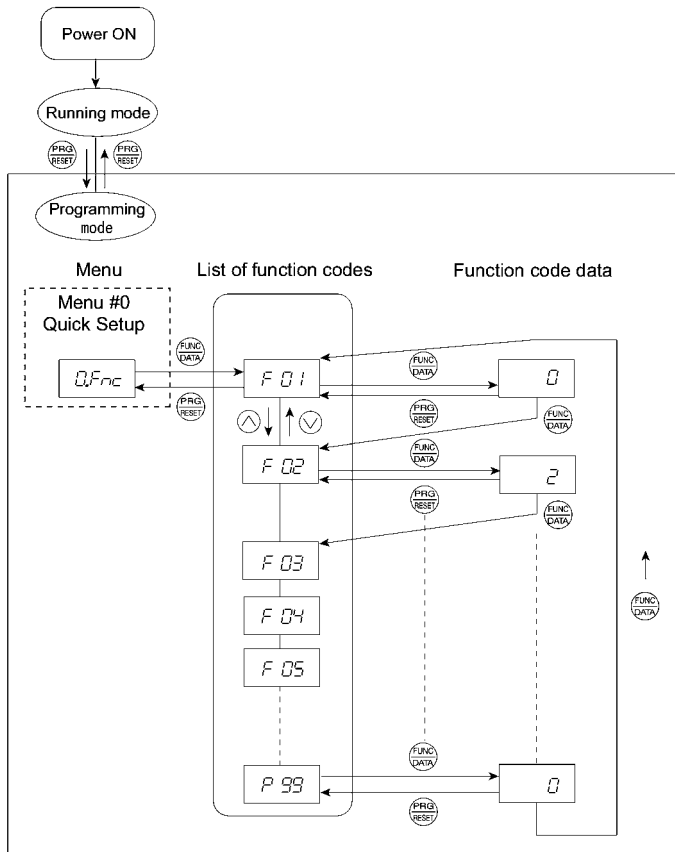 Power ON
Running mode
PRG
RESET
PRG
RESET
Programming
mode
Menu
List of function codes
Function code data
Menu #0
Quick Setup
FUNC
DATA
0.Fnc
PRG
RESET
F 01
FUNC
DATA
0
PRG
RESET
FUNC
DATA
F 02
FUNC
DATA
2
PRG
RESET
FUNC
DATA
F 03
FUNC
DATA
F 04
F 05
FUNC
DATA
P 99
0
PRG
RESET